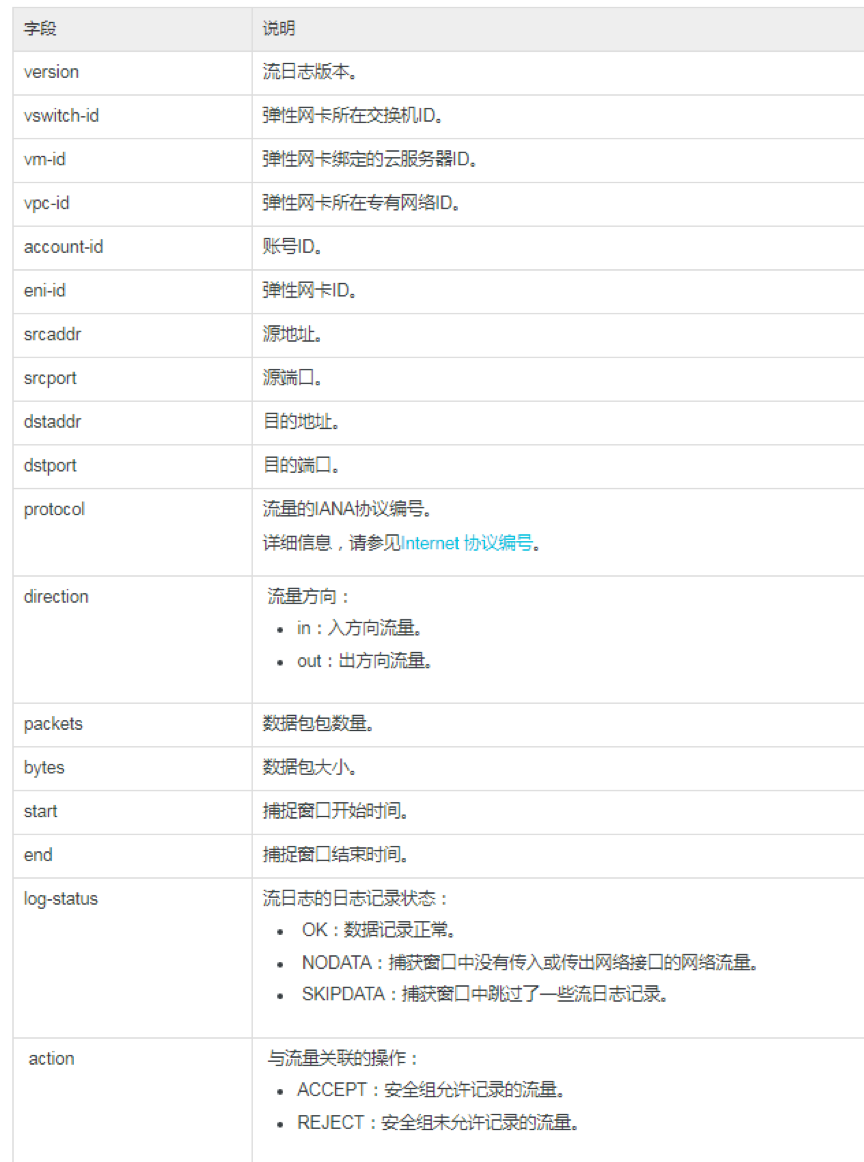 字段 说明
version 流日志版本。
vswitch-id 弹性网卡所在交换机ID。
vm-id 弹性网卡绑定的云服务器ID。
vpc-id 弹性网卡所在专有网络ID。
account-id 账号ID。
eni-id 弹性网卡ID。
srcaddr 源地址。
srcport 源端口。
dstaddr 目的地址。
dstport 目的端口。
protocol 流量的IANA协议编号。
详细信息，请参见Internet 协议编号。
direction 流量方向：
• in：入方向流量。
• out：出方向流量。
packets 数据包包数量。
bytes 数据包大小。
start 捕捉窗口开始时间。
end 捕捉窗口结束时间。
log-status 流日志的日志记录状态：
• OK：数据记录正常。
• NODATA：捕获窗口中没有传入或传出网络接口的网络流量。
• SKIPDATA：捕获窗口中跳过了一些流日志记录。
action 与流量关联的操作：
• ACCEPT：安全组允许记录的流量。
• REJECT：安全组未允许记录的流量。